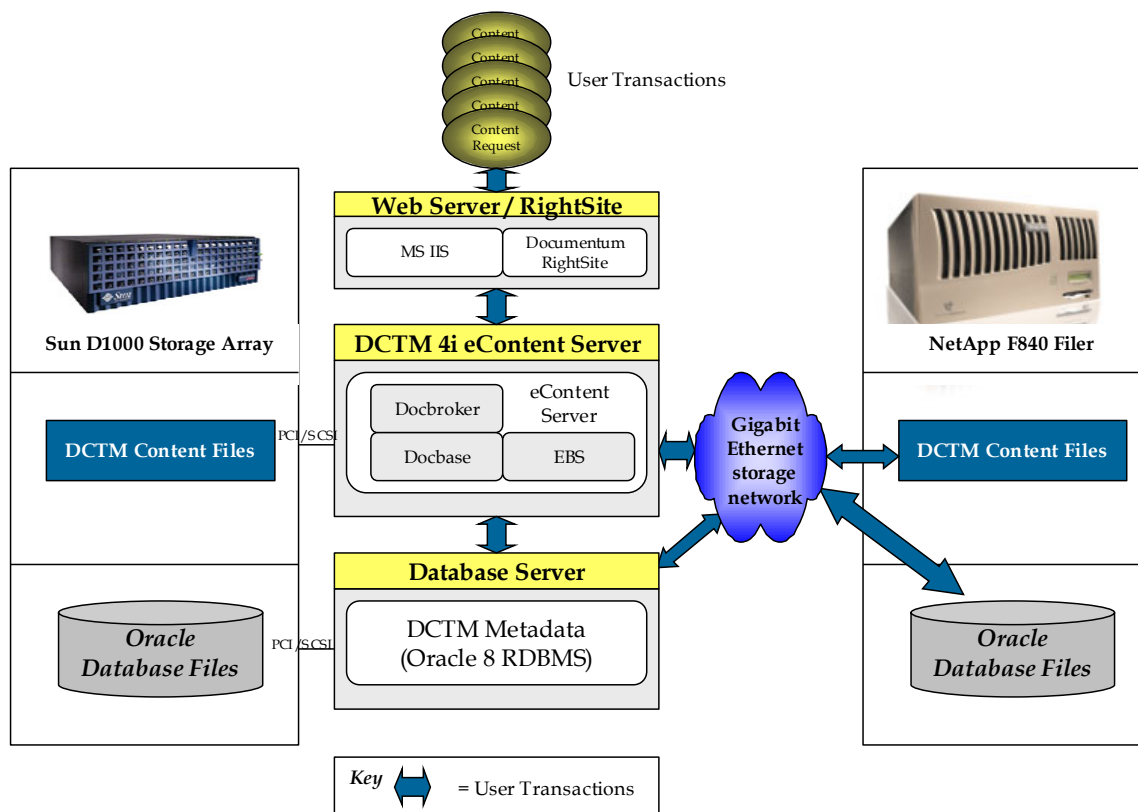 Content
Content
Content
Content
Content
Request
User Transactions
Web Server / RightSite
MS IIS
Documentum
RightSite
Sun
Sun D1000 Storage Array
NetApp F840 Filer
DCTM 4i eContent Server
Docbroker
eContent
Server
Docbase
EBS
PCI/SCSI
DCTM Content Files
Gigabit
Ethernet
storage
network
DCTM Content Files
Database Server
DCTM Metadata
(Oracle 8 RDBMS)
PCI/SCSI
Oracle
Database Files
Oracle
Database Files
Key
= User Transactions